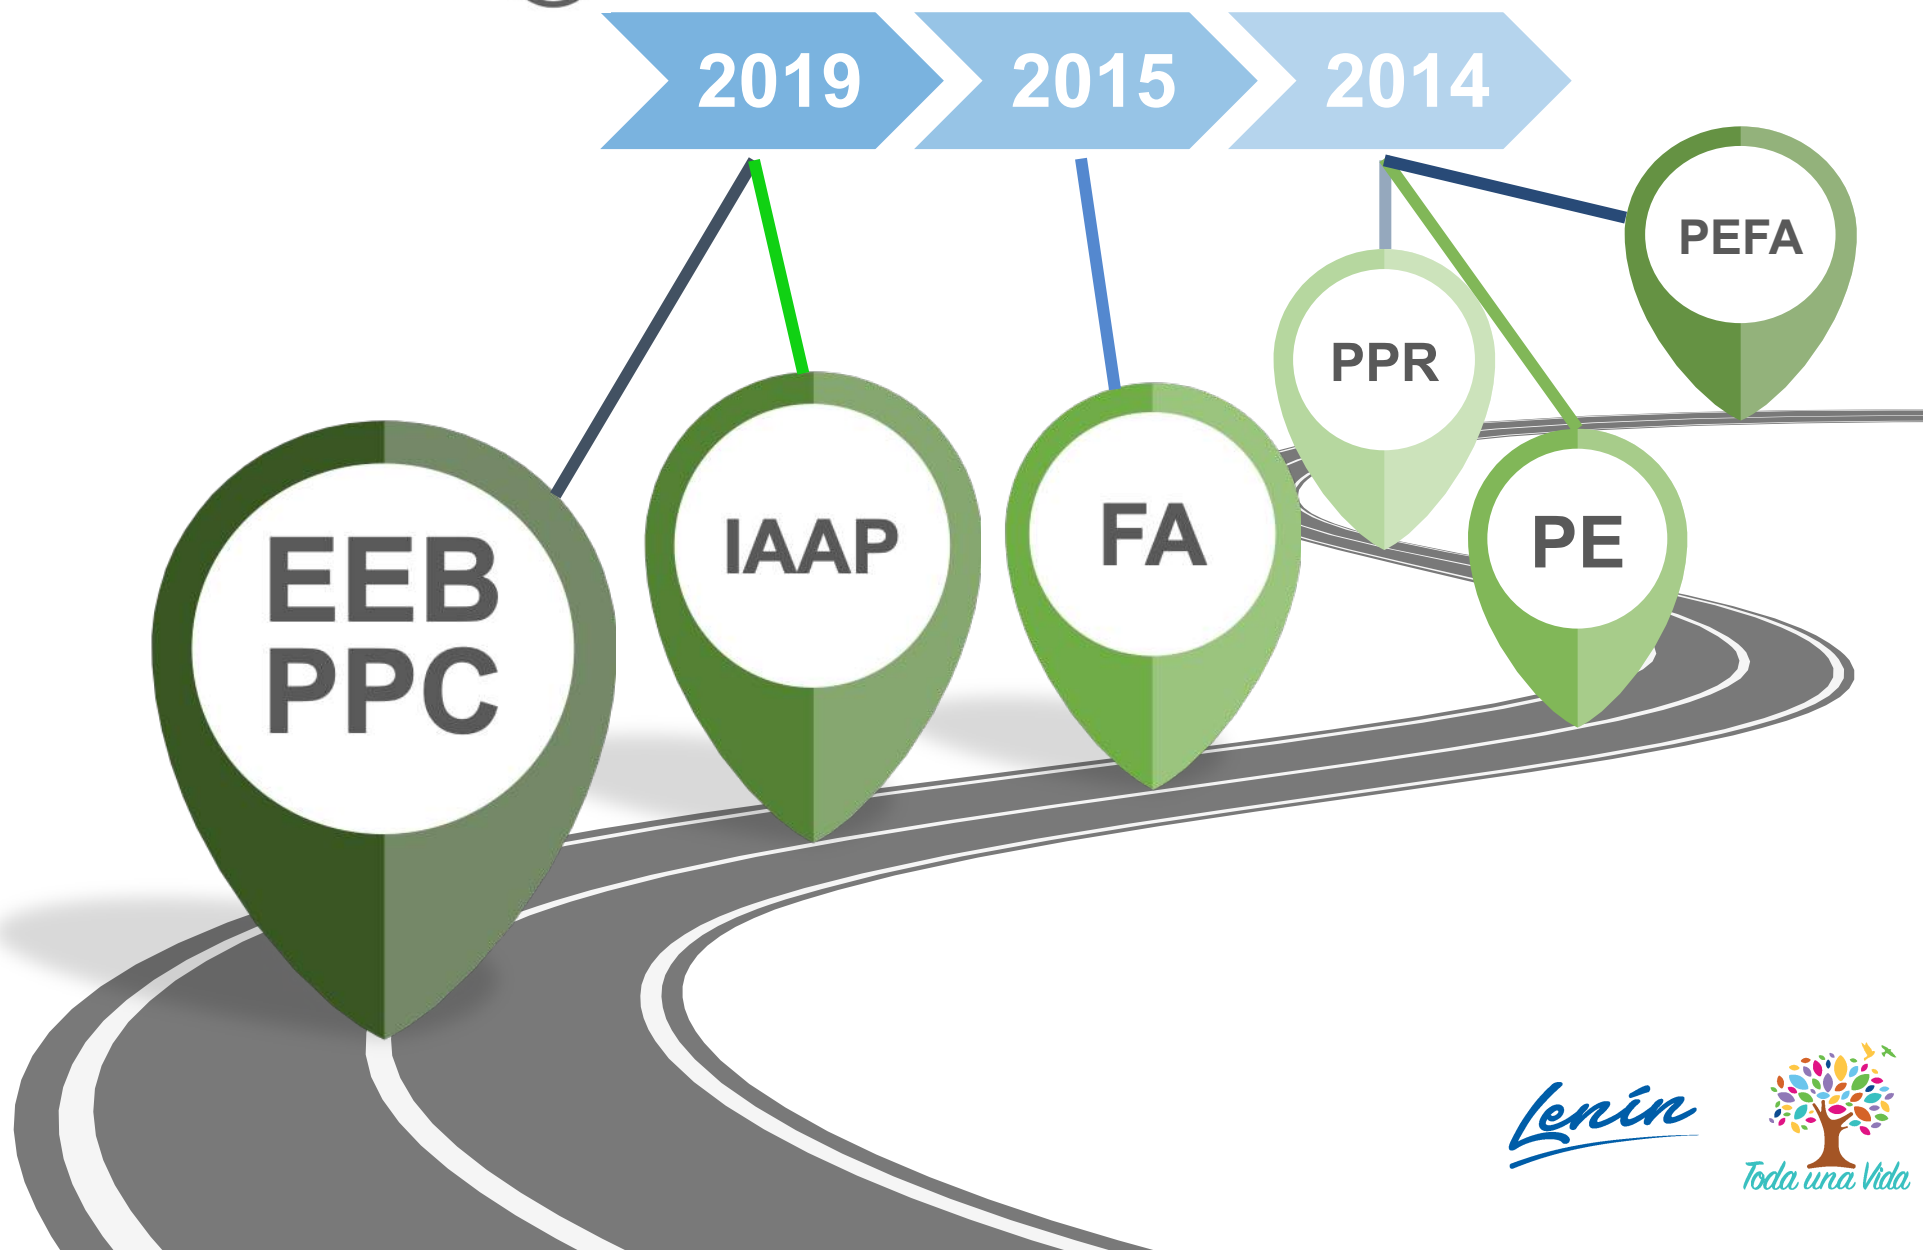 2019
2015
2014
PEFA
PPR
PE
FA
IAAP
EEB
PPC
Lenín
Toda una Vida